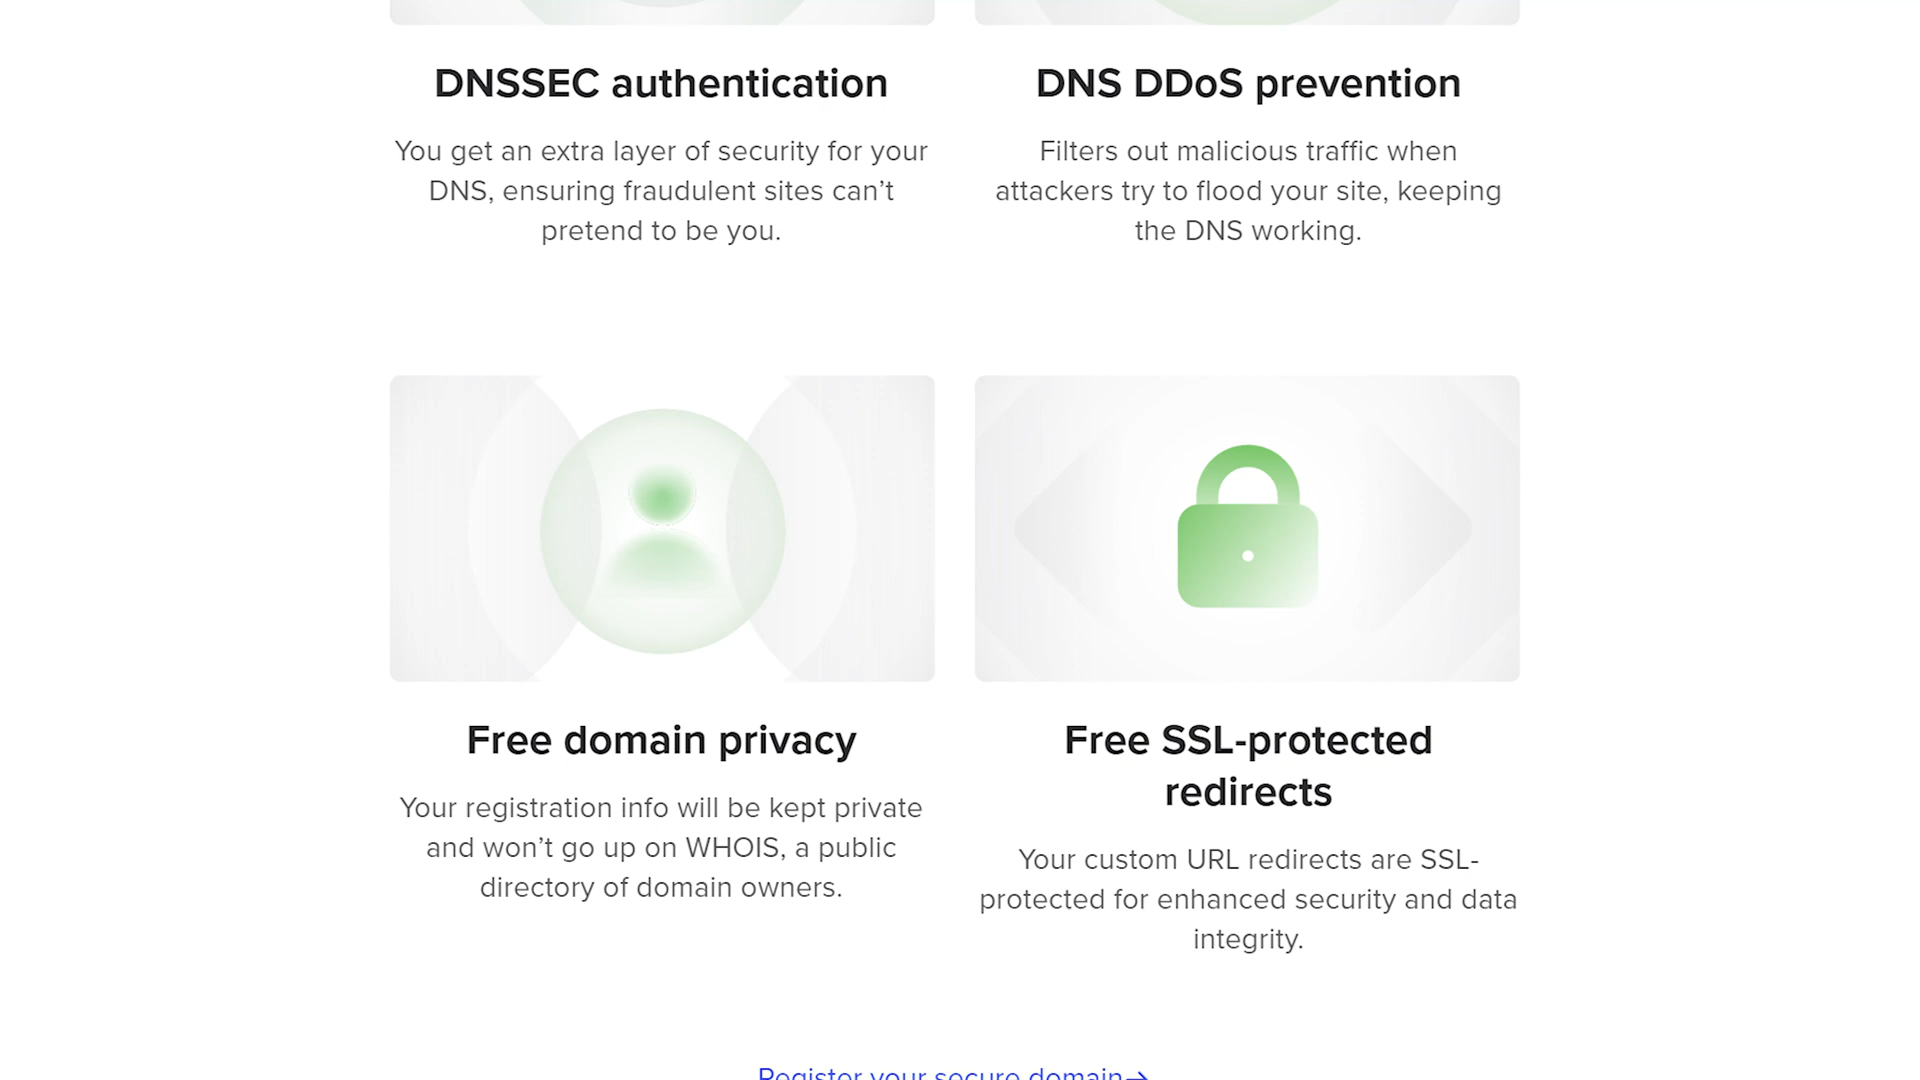 DNSSEC authentication
You get an extra layer of security for your
DNS, ensuring fraudulent sites can’t
pretend to be you.
DNS DDoS prevention
Filters out malicious traffic when
attackers try to flood your site, keeping
the DNS working.
Free domain privacy
Your registration info will be kept private
and won’t go up on WHOIS, a public
directory of domain owners.
Free SSL-protected
redirects
Your custom URL redirects are SSL-
protected for enhanced security and data
integrity.
Register your secure domain→